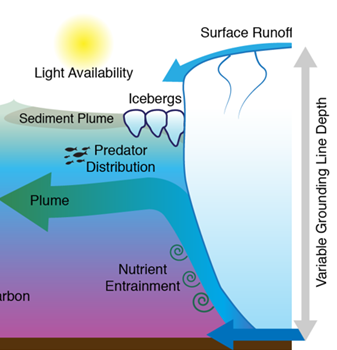 Surface Runoff
Light Availability
Icebergs
Sediment Plume
Predator
Distribution
Variable Grounding Line Depth
Plume
Nutrient
Entrainment
arbon